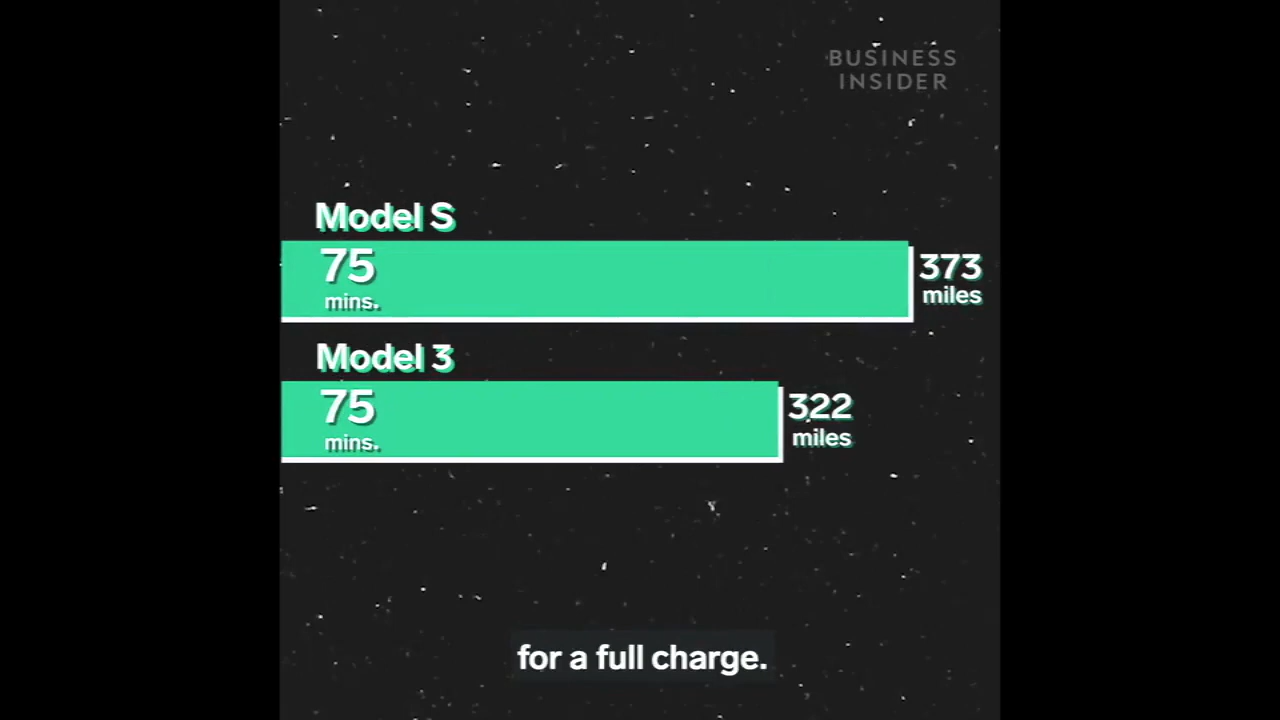 BUSINESS
INSIDER
Model S
75
mins.
373
miles
Model 3
75
mins.
322
miles
for a full charge.